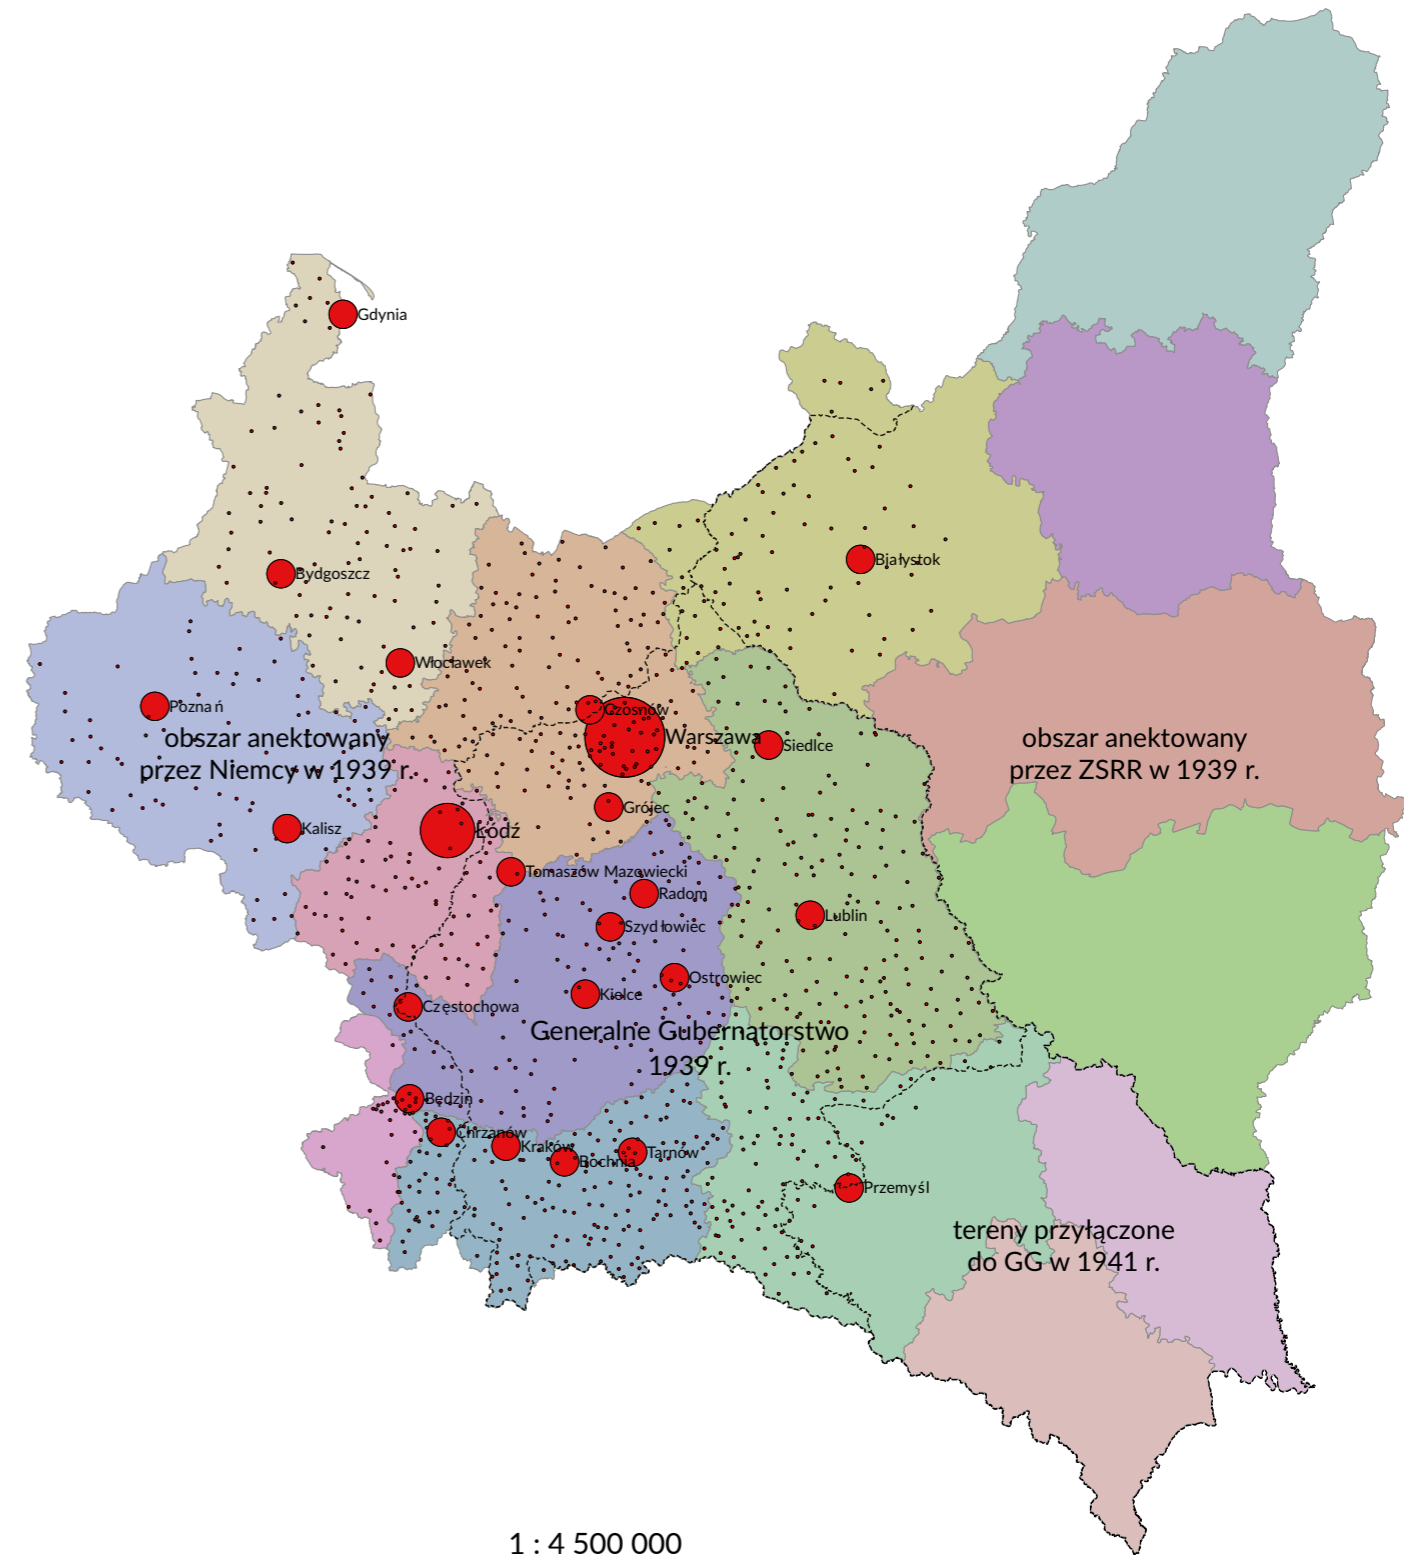 Gdynia
Białystok
Bydgoszcz
Włocławek
Poznań
Czosnów
Warszawa
Siedlce
obszar anektowany
przez Niemcy w 1939 r.
obszar anektowany
przez ZSRR w 1939 r.
Grójec
Kalisz
Łódź
Tomaszów Mazowiecki
Radom
Lublin
Szydłowiec
Ostrowiec
Kielce
Częstochowa
Generalne Gubernatorstwo
1939 r.
Będzin
Chrzanów
Kraków
Bochnia
Tarnów
Przemyśl
tereny przyłączone
do GG w 1941 r.
1 : 4 500 000